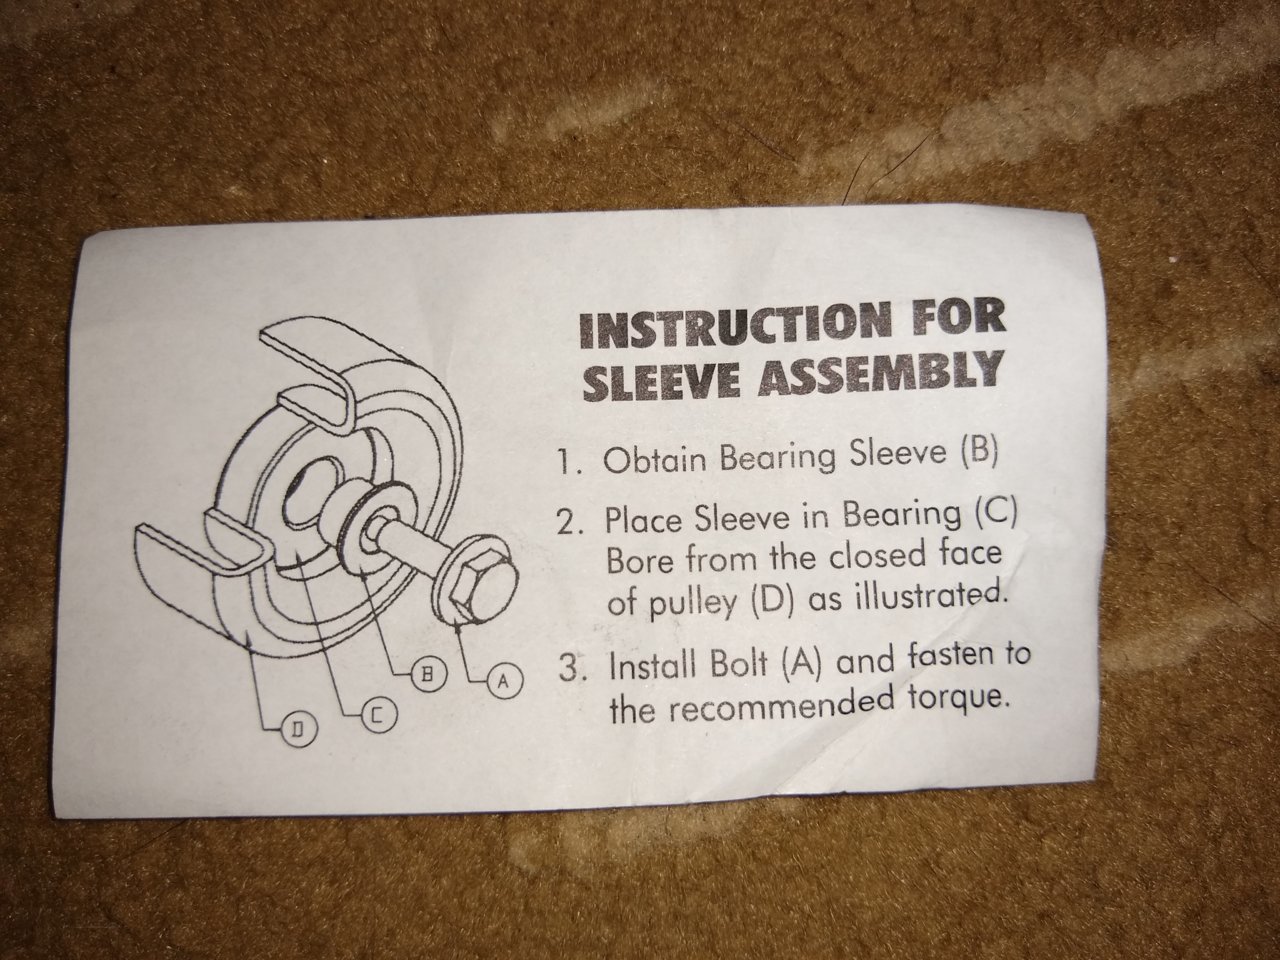 INSTRUCTION FOR
SLEEVE ASSEMBLY
1. Obtain Bearing Sleeve (B)
2. Place Sleeve in Bearing (C)
Bore from the closed face
of pulley (D) as illustrated.
3. Install Bolt (A) and fasten to
the recommended torque.
B
A
C
D